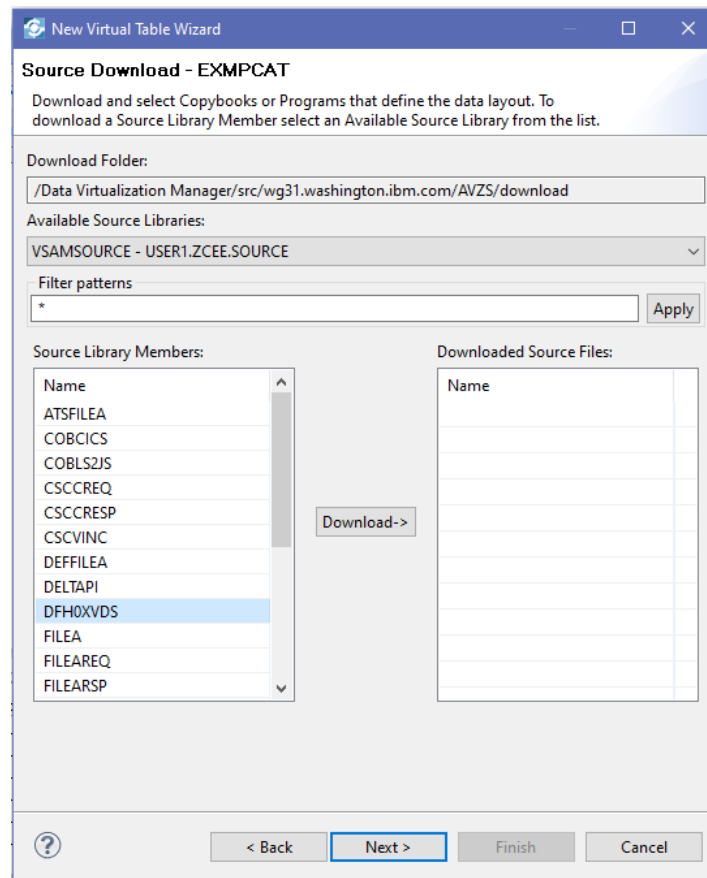 New Virtual Table Wizard
Source Download - EXMPCAT
Download and select Copybooks or Programs that define the data layout. To
download a Source Library Member select an Available Source Library from the list.
Download Folder:
/Data Virtualization Manager/src/wg31.washington.ibm.com/AVZS/download
Available Source Libraries:
VSAMSOURCE - USER1.ZCEE.SOURCE
Filter patterns
*
Apply
Source Library Members:
Name
ATSFILEA
COBCICS
COBLS2JS
CSCCREQ
CSCCRESP
CSCVINC
DEFFILEA
DELTAPI
DFH0XVDS
FILEA
FILEAREQ
FILEARSP
Download->
Downloaded Source Files:
Name
?
< Back
Next >
Finish
Cancel